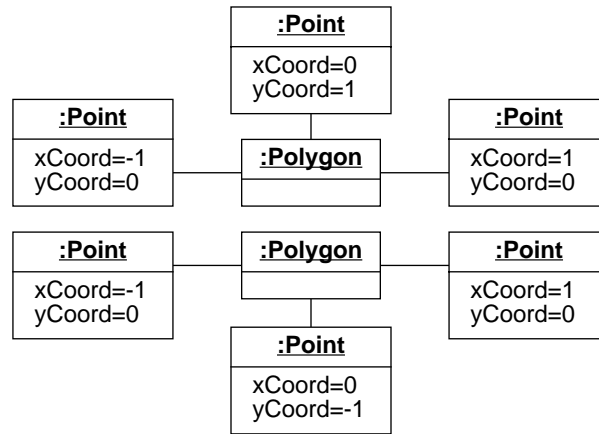 :Point
xCoord=0
yCoord=1
:Point
xCoord=-1
yCoord=0
:Polygon
:Point
xCoord=1
yCoord=0
:Point
xCoord=-1
yCoord=0
:Polygon
:Point
xCoord=1
yCoord=0
:Point
xCoord=0
yCoord=-1